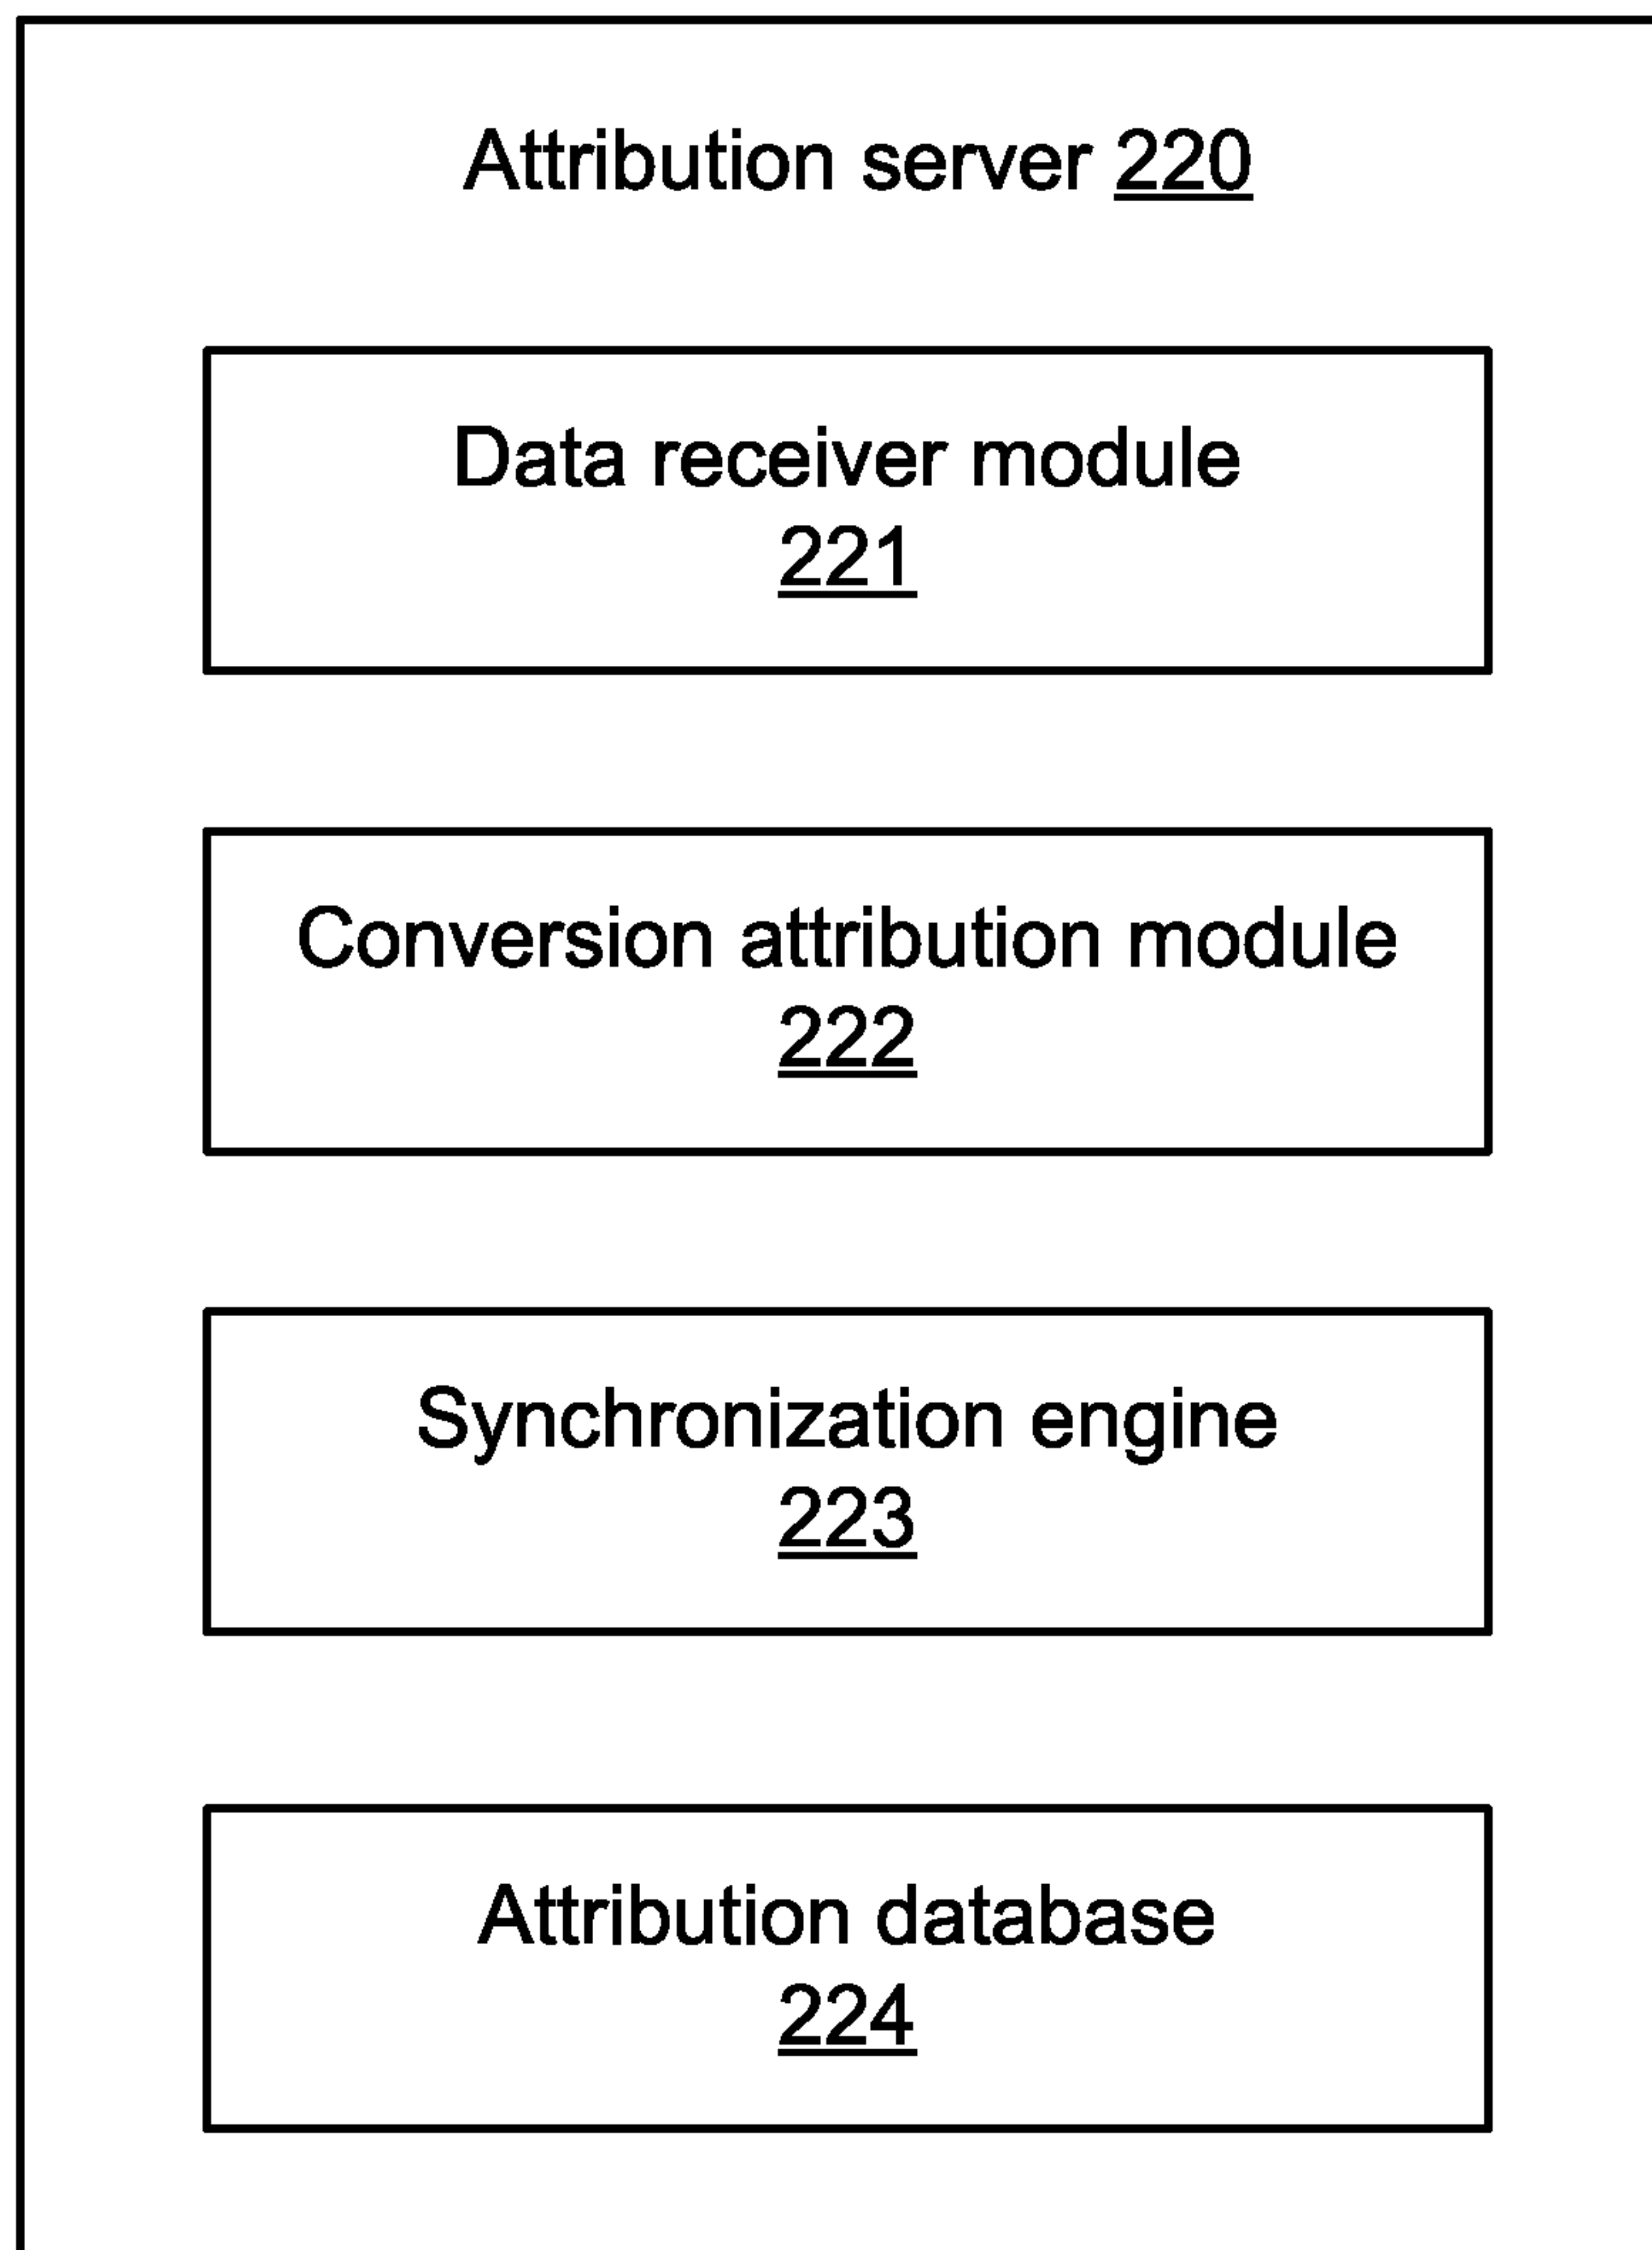 Attribution server 220
Data receiver module
221
Conversion attribution module
222
Synchronization engine
223
Attribution database
224